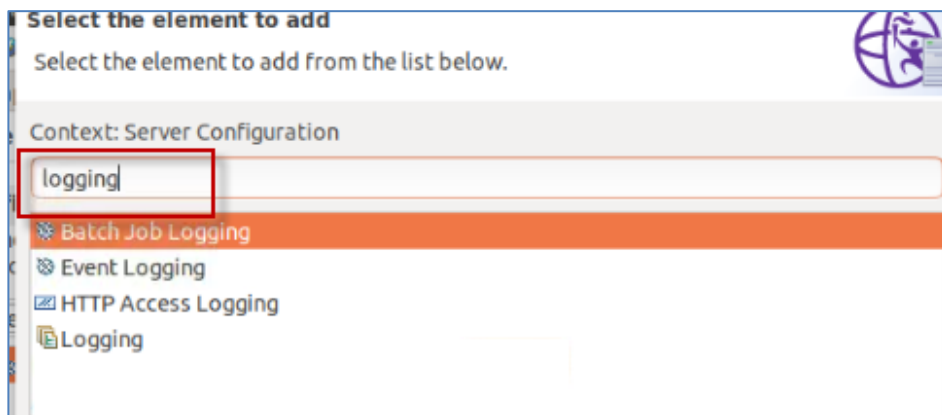 Select the element to add
Select the element to add from the list below.
Context: Server Configuration
logging
Batch Job Logging
Event Logging
HTTP Access Logging
Logging